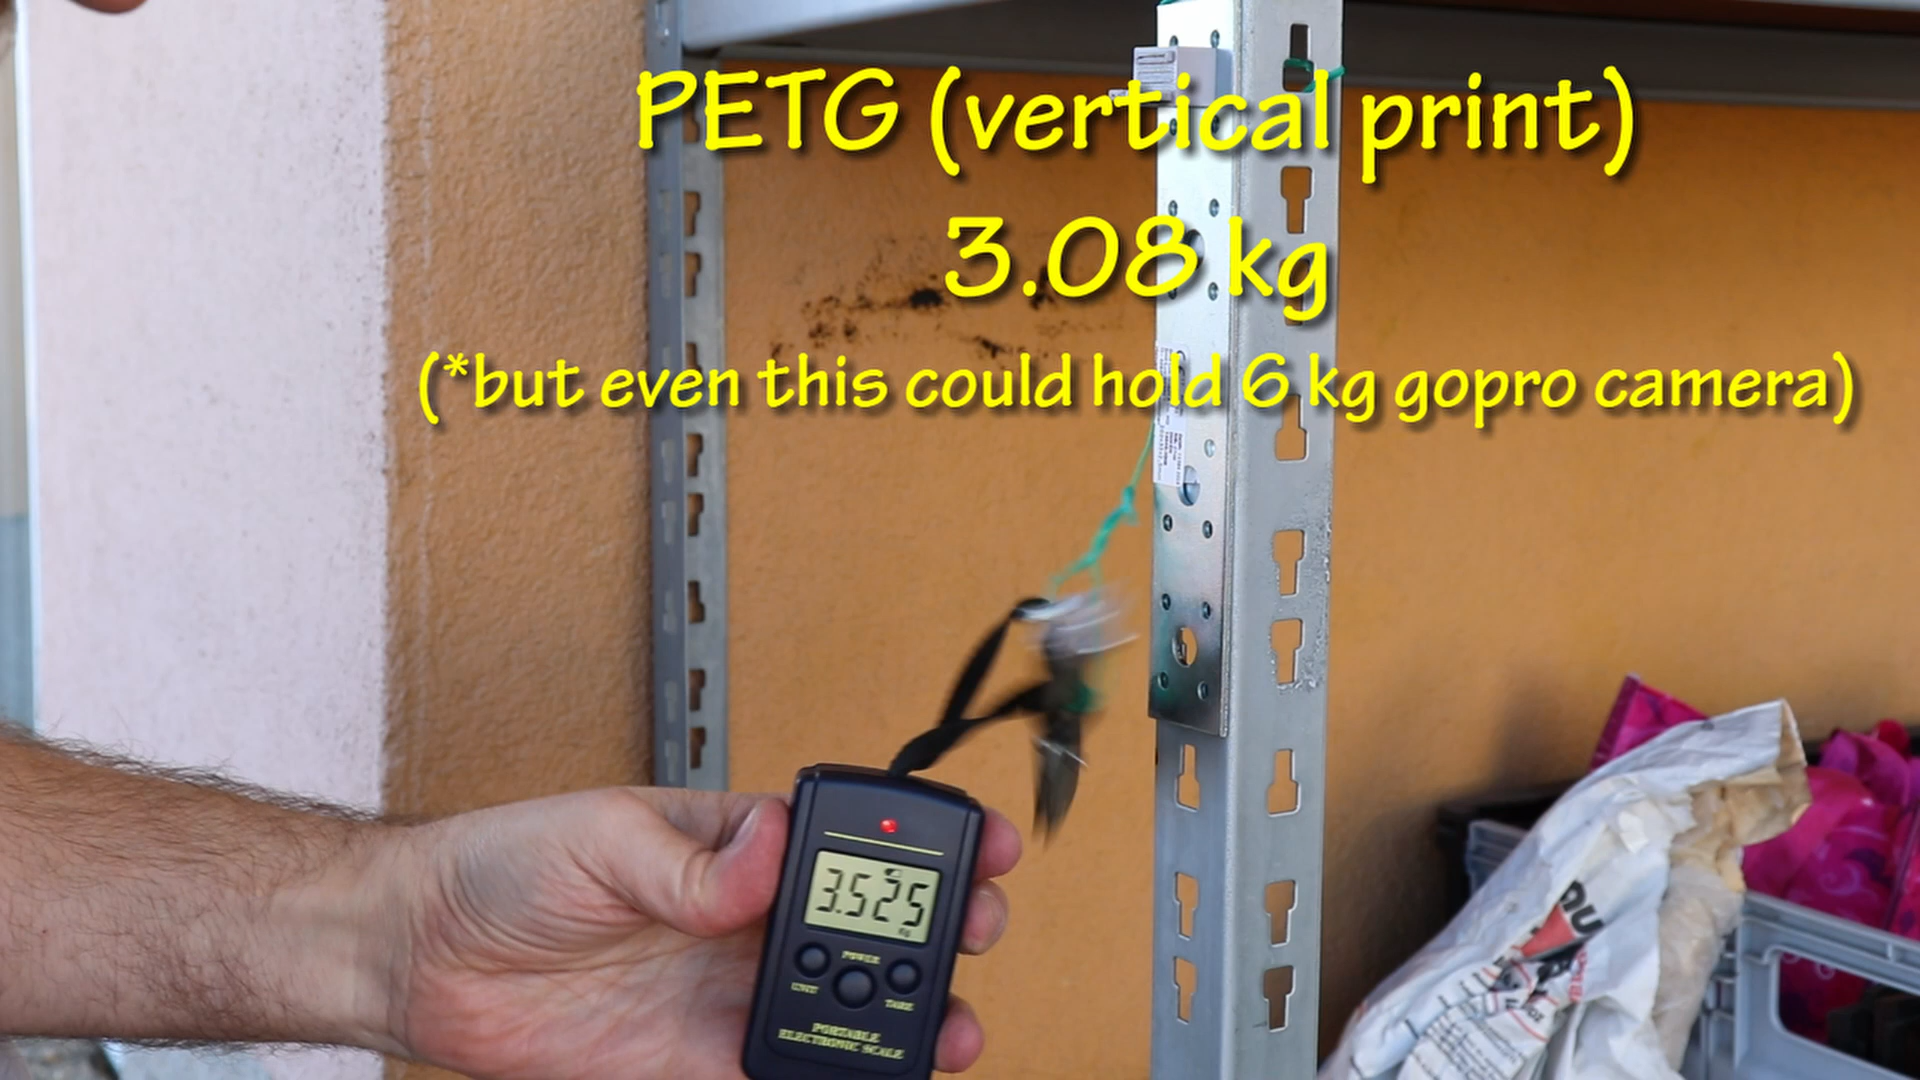 PETG (vertical print)
3.08 kg
(*but even this could hold 6 kg gopro camera)
3.525
Kg
POWER
UNIT
TARE
PORTABLE
ELECTRONIC SCALE